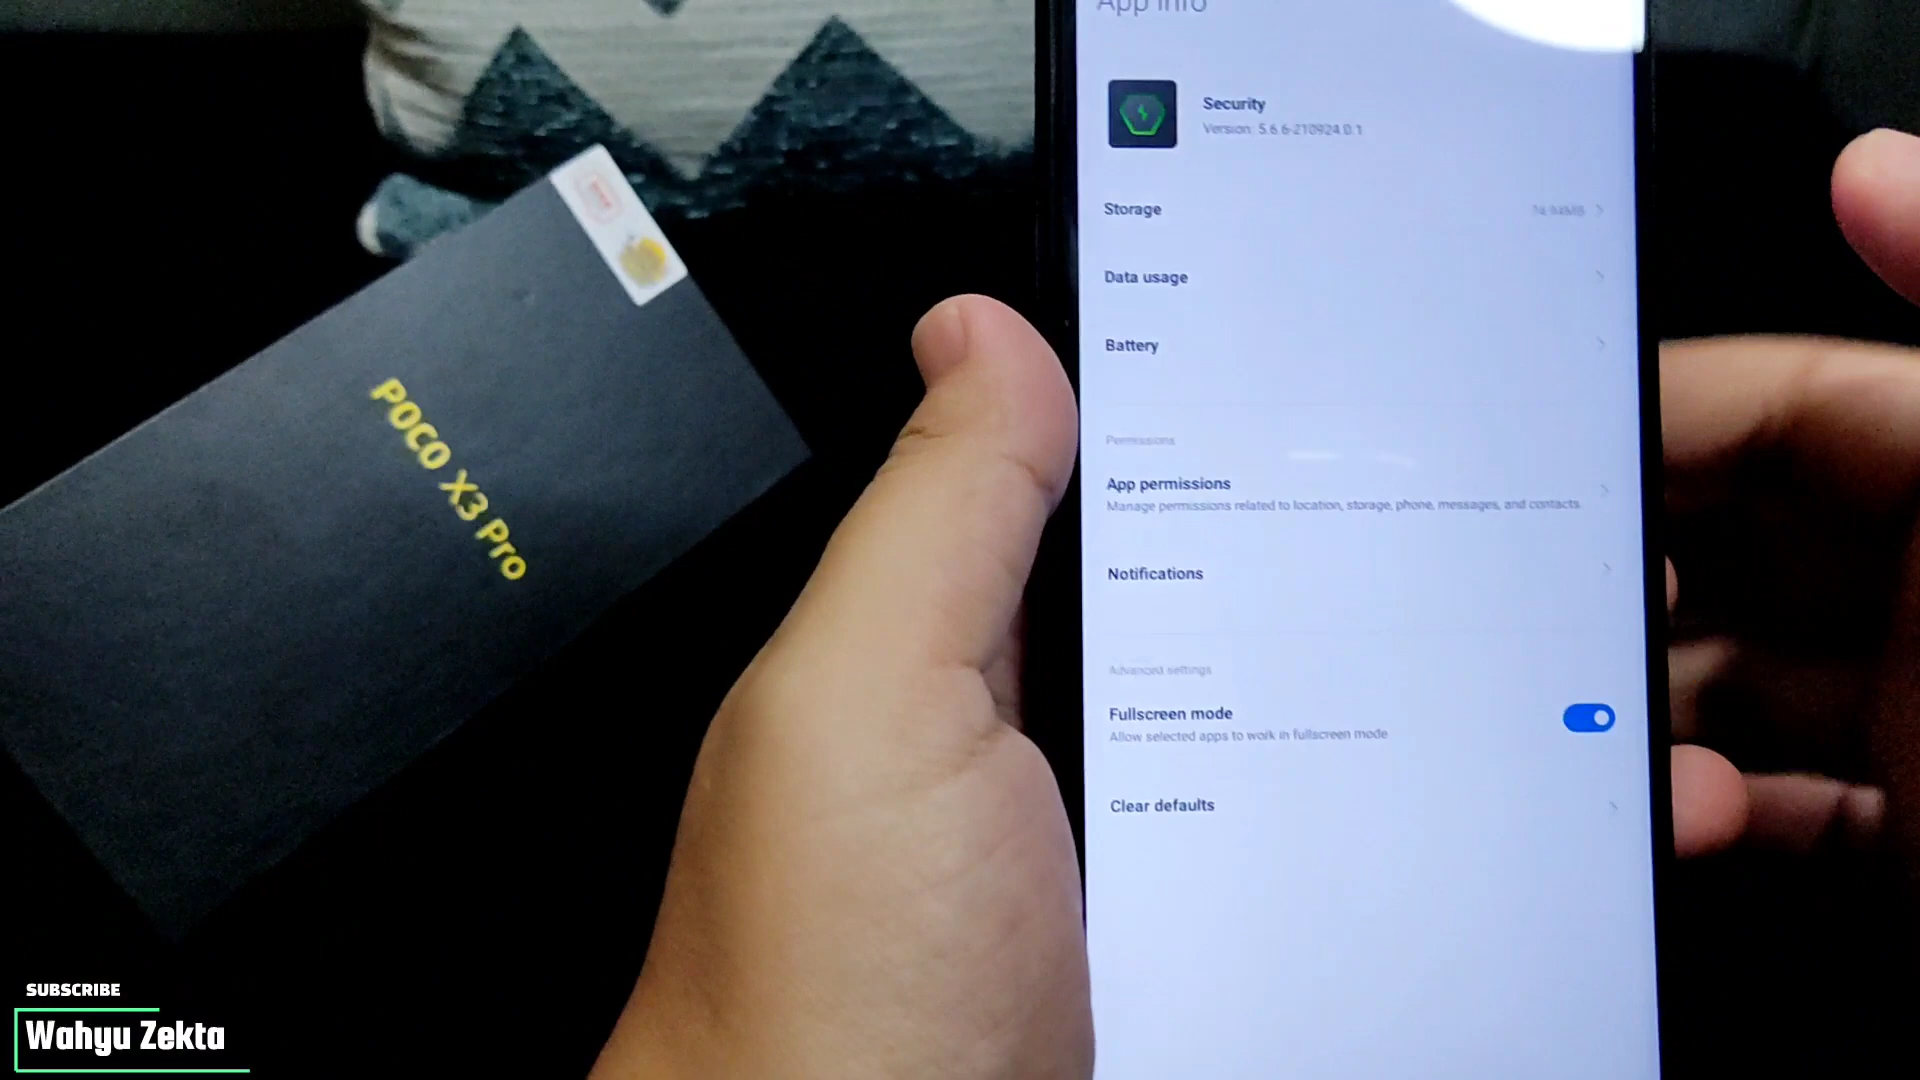 App info
Security
Version: 5.6.6-210924.0.1
Storage
Data usage
Battery
Permissions
App permissions
Manage permissions related to location, storage, phone, messages, and contacts
Notifications
Advanced settings
Fullscreen mode
Allow selected apps to work in fullscreen mode
Clear defaults
POCO X3 Pro
SUBSCRIBE
Wahyu Zekta